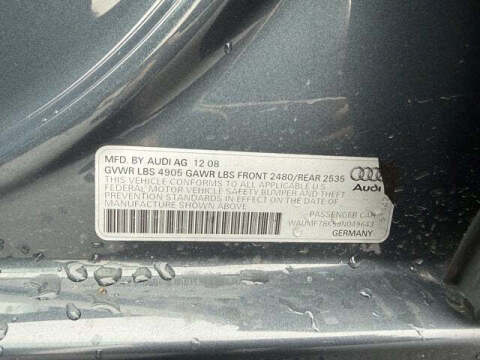 MFD. BY AUDI AG 12 08
GVWR LBS 4905 GAWR LBS FRONT 2480/REAR 2535
THIS VEHICLE CONFORMS TO ALL APPLICABLE U S
FEDERAL MOTOR VEHICLE SAFETY BUMPER AND THEFT
PREVENTION STANDARDS IN EFFECT ON THE DATE OF
MANUFACTURE SHOWN ABOVE.
Audi
PASSENGER CAR
GERMANY